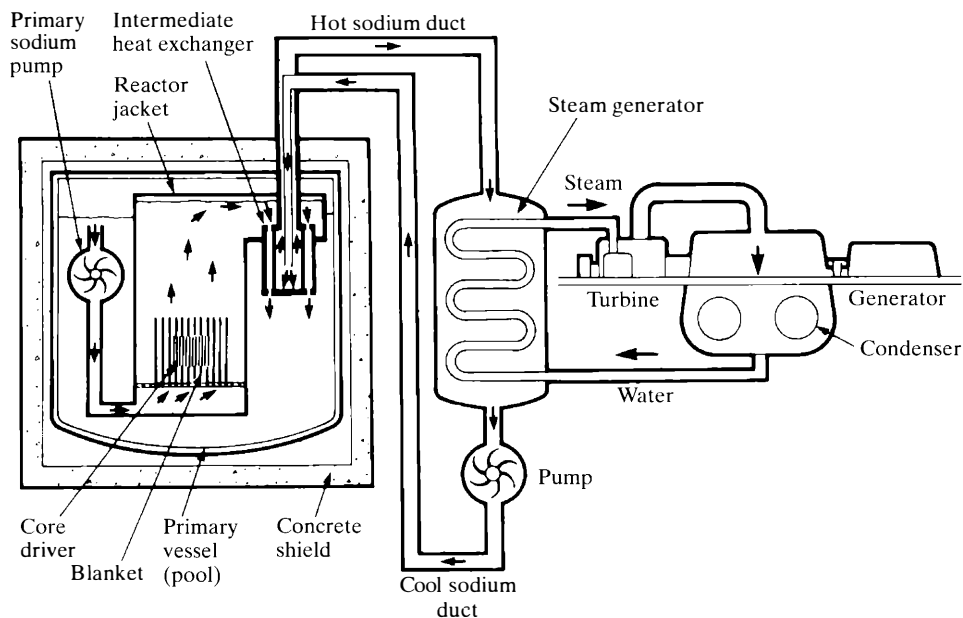 Primary
sodium
pump
Intermediate
heat exchanger
Hot sodium duct
Reactor
jacket
Steam generator
Steam
Turbine
Generator
Condenser
Water
Pump
Core
driver
Blanket
Primary
vessel
(pool)
Concrete
shield
Cool sodium
duct